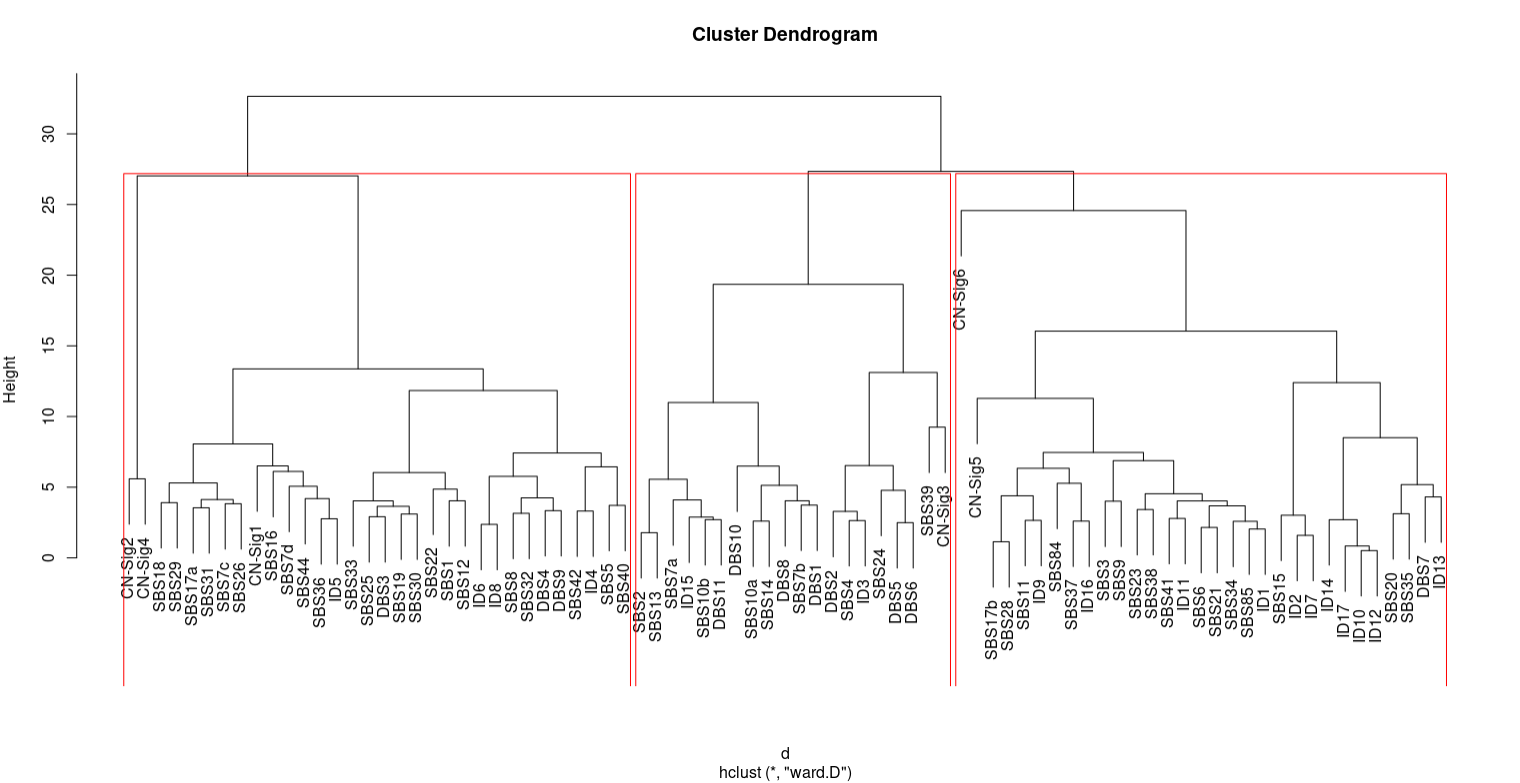 Cluster Dendrogram
Height
30
25
20
15
10
5
0
CN-Sig2
CN-Sig4
SBS18
SBS29
SBS17a
SBS31
SBS7c
SBS26
CN-Sig1
SBS16
SBS7d
SBS44
SBS36
ID5
SBS33
SBS25
DBS3
SBS19
SBS30
SBS22
SBS1
SBS12
ID6
ID8
SBS8
SBS32
DBS4
DBS9
SBS42
ID4
SBS5
SBS40
SBS2
SBS13
SBS7a
ID15
SBS10b
DBS11
DBS10
SBS10a
SBS14
DBS8
SBS7b
DBS1
DBS2
SBS4
ID3
SBS24
DBS5
DBS6
SBS39
CN-Sig3
CN-Sig6
CN-Sig5
SBS17b
SBS28
SBS11
ID9
SBS84
SBS37
ID16
SBS3
SBS9
SBS23
SBS38
SBS41
ID11
SBS6
SBS21
SBS34
SBS85
ID1
SBS15
ID2
ID7
ID14
ID17
ID10
ID12
SBS20
SBS35
DBS7
ID13
d
hclust (*, "ward.D")